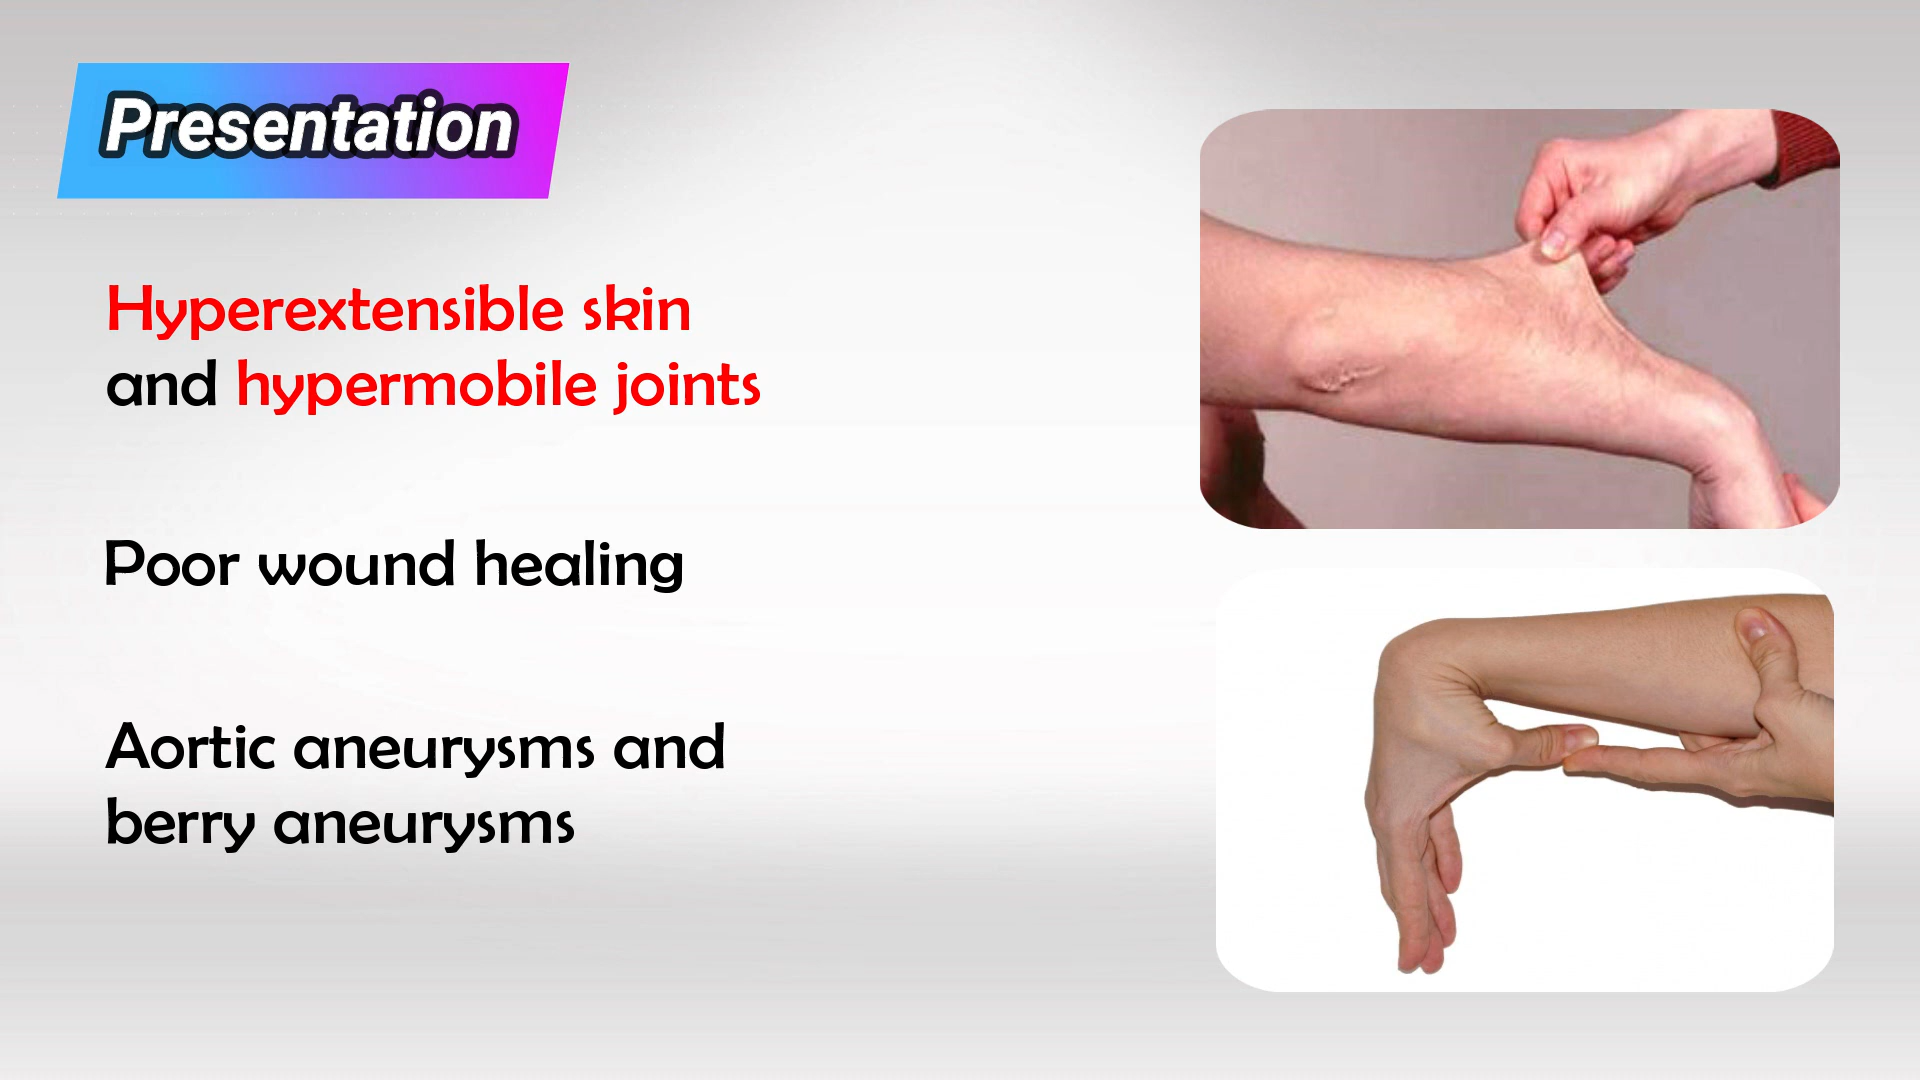 Presentation
Hyperextensible skin
and hypermobile joints
Poor wound healing
Aortic aneurysms and
berry aneurysms